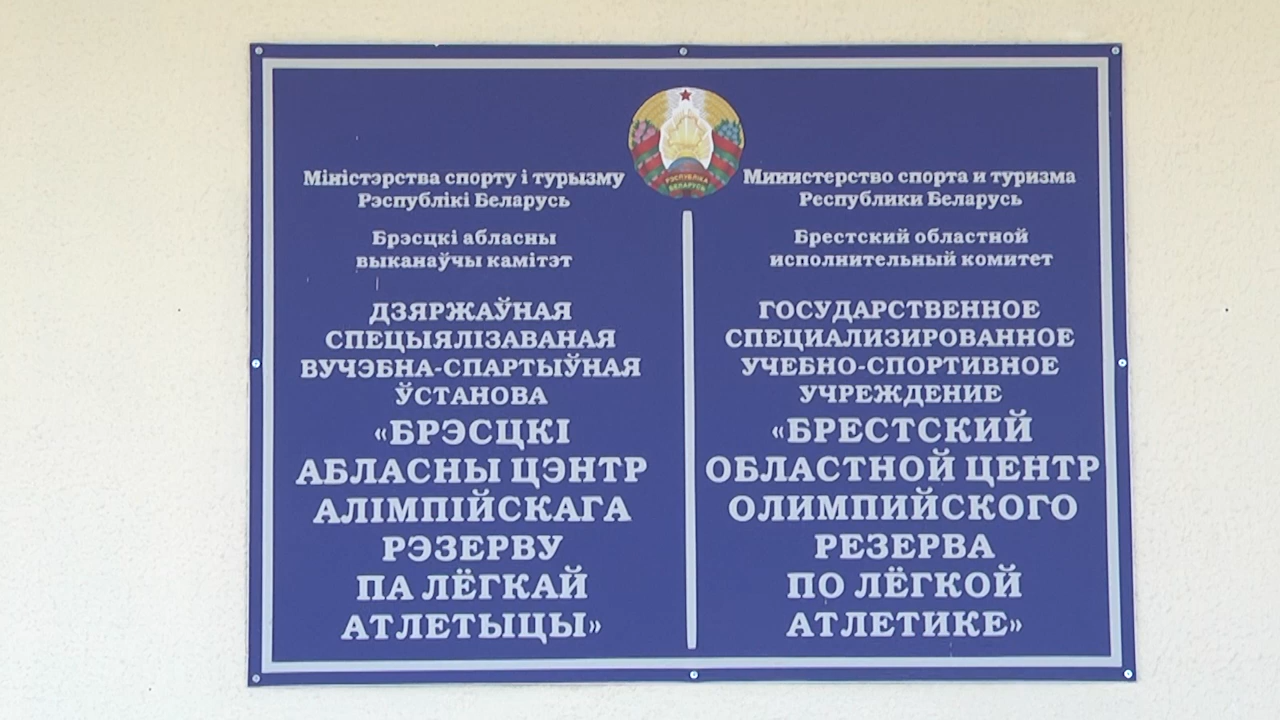 РЭСПУБЛІКА
БЕЛАРУСЬ
Міністэрства спорту і турызму
Рэспублікі Беларусь
Брэсцкі абласны
выканаўчы камітэт
ДЗЯРЖАЎНАЯ
СПЕЦЫЯЛІЗАВАНАЯ
ВУЧЭБНА-СПАРТЫЎНАЯ
ЎСТАНОВА
«БРЭСЦКІ
АБЛАСНЫ ЦЭНТР
АЛІМПІЙСКАГА
РЭЗЕРВУ
ПА ЛЁГКАЙ
АТЛЕТЫЦЫ»
Министерство спорта и туризма
Республики Беларусь
Брестский областной
исполнительный комитет
ГОСУДАРСТВЕННОЕ
СПЕЦИАЛИЗИРОВАННОЕ
УЧЕБНО-СПОРТИВНОЕ
УЧРЕЖДЕНИЕ
«БРЕСТСКИЙ
ОБЛАСТНОЙ ЦЕНТР
ОЛИМПИЙСКОГО
РЕЗЕРВА
ПО ЛЁГКОЙ
АТЛЕТИКЕ»